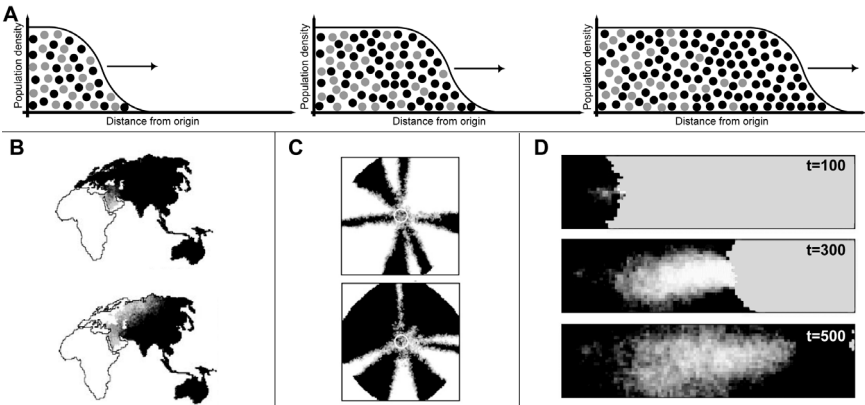 A
Population density
Distance from origin
Population density
Distance from origin
Population density
Distance from origin
B
C
D
t=100
t=300
t=500